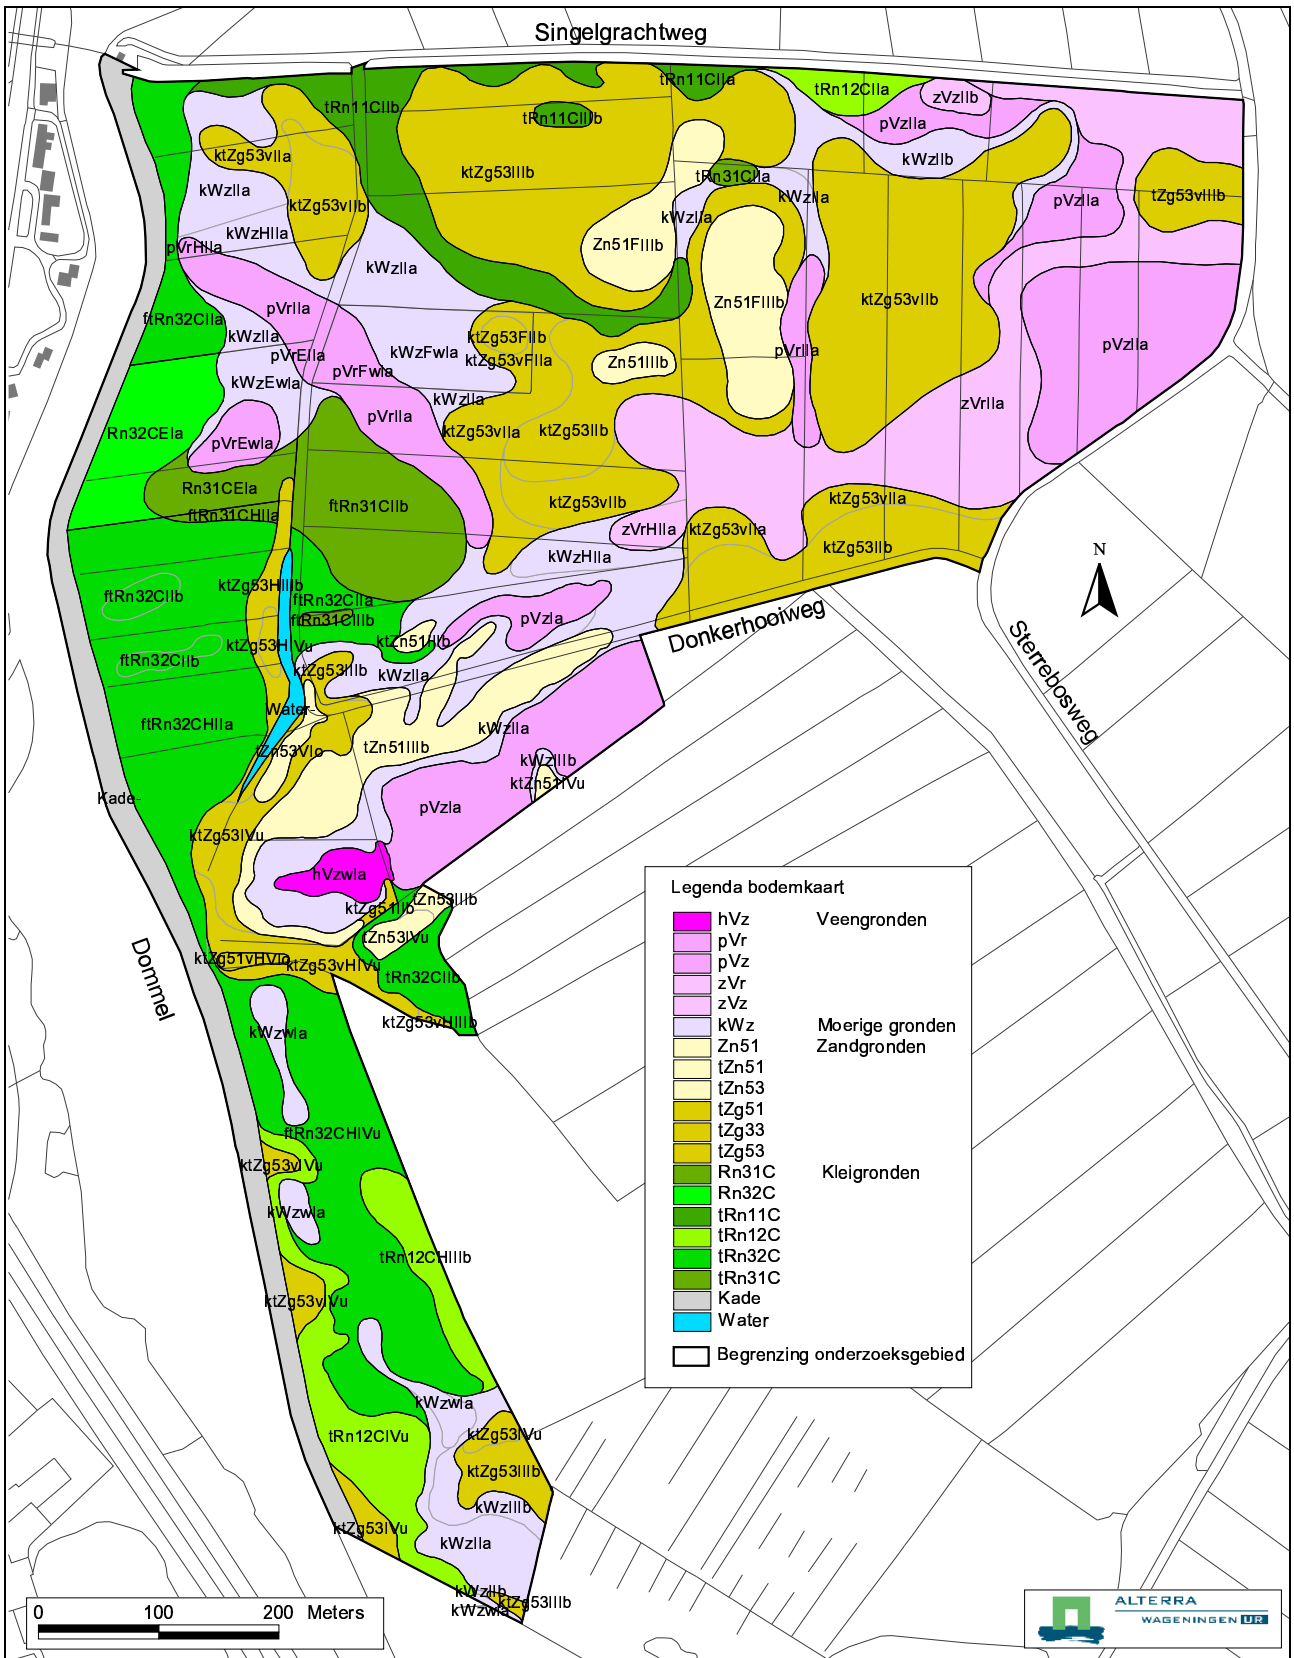 Singelgrachtweg
tRn11CIIa
tRn12CIIa
zVzIIb
tRn11CIIb
tRn11CIIIb
pVzIIa
ktZg53vIIa
ktZg53IIIb
tRn31CIIa
kWzIIb
kWzIIa
ktZg53vIIb
kWzIIa
kWzIIa
pVzIIa
tZg53vIIIb
kWzHIIa
pVrHIIa
Zn51FIIIb
kWzIIa
pVrIIa
Zn51FIIIb
ktZg53vIIb
ftRn32CIIa
kWzIIa
ktZg53FIIb
pVrEIIa
kWzFwIa
ktZg53vFIIa
pVrIIa
pVzIIa
pVrFwIa
Zn51IIIb
kWzEwIa
kWzIIa
zVrIIa
pVrIIa
Rn32CEIa
pVrEwIa
ktZg53vIIa
ktZg53IIb
Rn31CEIa
ftRn31CIIb
ktZg53vIIb
ktZg53vIIa
ftRn31CHIIa
zVrHIIa
ktZg53vIIa
ktZg53IIb
kWzHIIa
N
ktZg53HIIIb
ftRn32CIIb
ftRn32CIIa
ftRn31CIIIb
pVzIa
Donkerhooiweg
Sterrebosweg
ktZg53HIVu
ktZn51IIIb
ftRn32CIIb
ktZg53IIIb
kWzIIa
Water
ftRn32CHIIa
kWzIIa
tZn53VIo
tZn51IIIb
kWzIIIb
ktZn51IVu
Kade
pVzIa
ktZg53IVu
hVzwIa
ktZg51IIb
tZn53IIIb
tZn53IVu
Dommel
ktZg51vHVIo
ktZg53vHIVu
tRn32CIIb
ktZg53vHIIIb
kWzwIa
ftRn32CHIVu
ktZg53vIVu
kWzwIa
tRn12CHIIIb
ktZg53vIVu
kWzwIa
tRn12CIVu
ktZg53IVu
ktZg53IIIb
kWzIIIb
ktZg53IVu
kWzIIa
kWzIIb
kWzwIa
ktZg53IIIb
Legenda bodemkaart
hVz Veengronden
pVr
pVz
zVr
zVz
kWz Moerige gronden
Zn51 Zandgronden
tZn51
tZn53
tZg51
tZg33
tZg53
Rn31C Kleigronden
Rn32C
tRn11C
tRn12C
tRn32C
tRn31C
Kade
Water
Begrenzing onderzoeksgebied
0 100 200 Meters
ALTERRA
WAGENINGEN UR